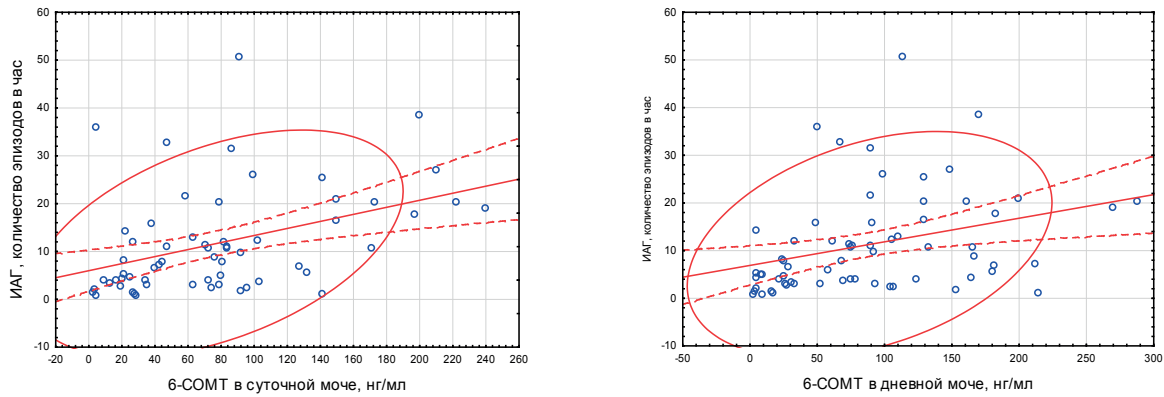 ИАГ, количество эпизодов в час
60
50
40
30
20
10
0
-10
-20 0 20 40 60 80 100 120 140 160 180 200 220 240 260
6-СОМТ в суточной моче, нг/мл
ИАГ, количество эпизодов в час
60
50
40
30
20
10
0
-10
-50 0 50 100 150 200 250 300
6-СОМТ в дневной моче, нг/мл